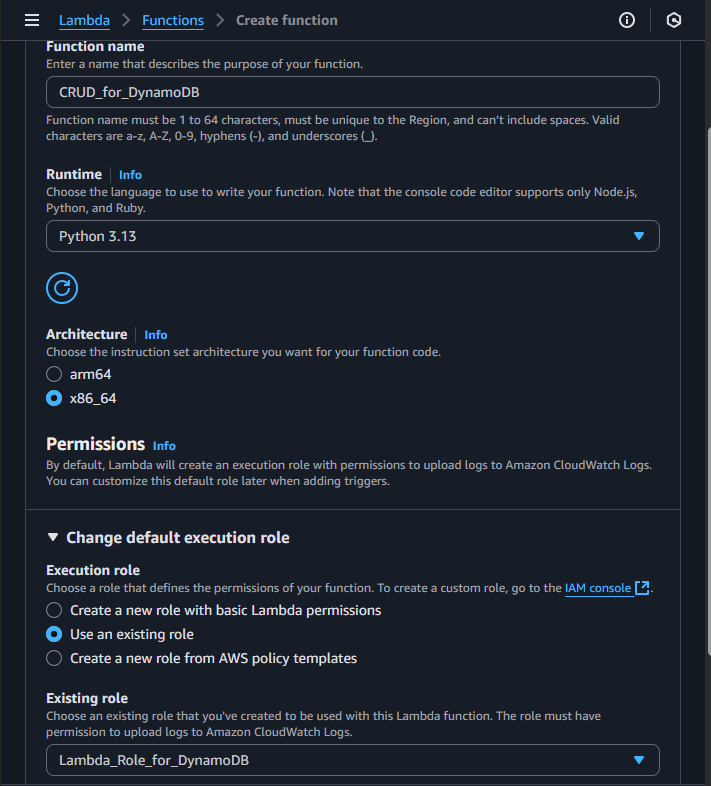 Lambda > Functions > Create function
Function name
Enter a name that describes the purpose of your function.
CRUD_for_DynamoDB
Function name must be 1 to 64 characters, must be unique to the Region, and can't include spaces. Valid
characters are a-z, A-Z, 0-9, hyphens (-), and underscores (_).
Runtime | Info
Choose the language to use to write your function. Note that the console code editor supports only Node.js,
Python, and Ruby.
Python 3.13
Architecture | Info
Choose the instruction set architecture you want for your function code.
arm64
x86_64
Permissions Info
By default, Lambda will create an execution role with permissions to upload logs to Amazon CloudWatch Logs.
You can customize this default role later when adding triggers.
Change default execution role
Execution role
Choose a role that defines the permissions of your function. To create a custom role, go to the IAM console.
Create a new role with basic Lambda permissions
Use an existing role
Create a new role from AWS policy templates
Existing role
Choose an existing role that you've created to be used with this Lambda function. The role must have
permission to upload logs to Amazon CloudWatch Logs.
Lambda_Role_for_DynamoDB